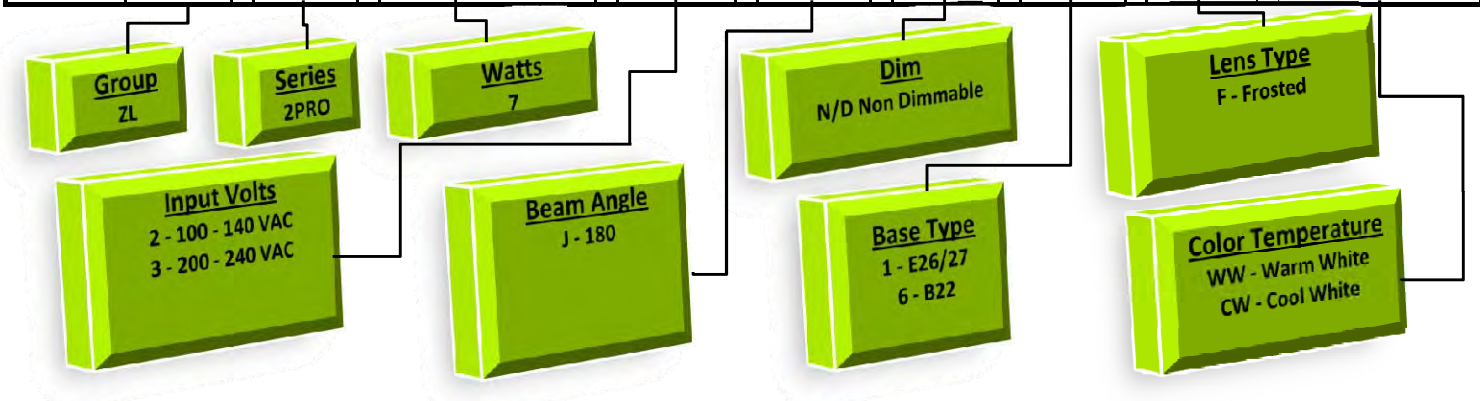 Group
ZL
Series
2PRO
Watts
7
Dim
N/D Non Dimmable
Lens Type
F - Frosted
Input Volts
2 - 100 - 140 VAC
3 - 200 - 240 VAC
Beam Angle
J - 180
Base Type
1 - E26/27
6 - B22
Color Temperature
WW - Warm White
CW - Cool White